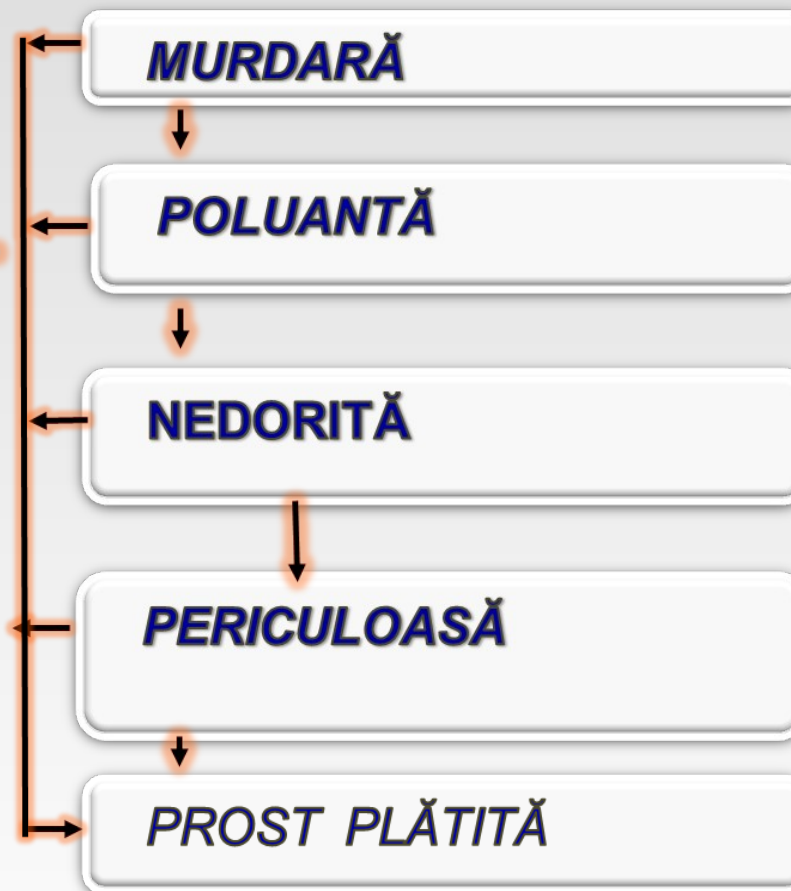 MURDARĂ
POLUANTĂ
NEDORITĂ
PERICULOASĂ
PROST PLĂTITĂ